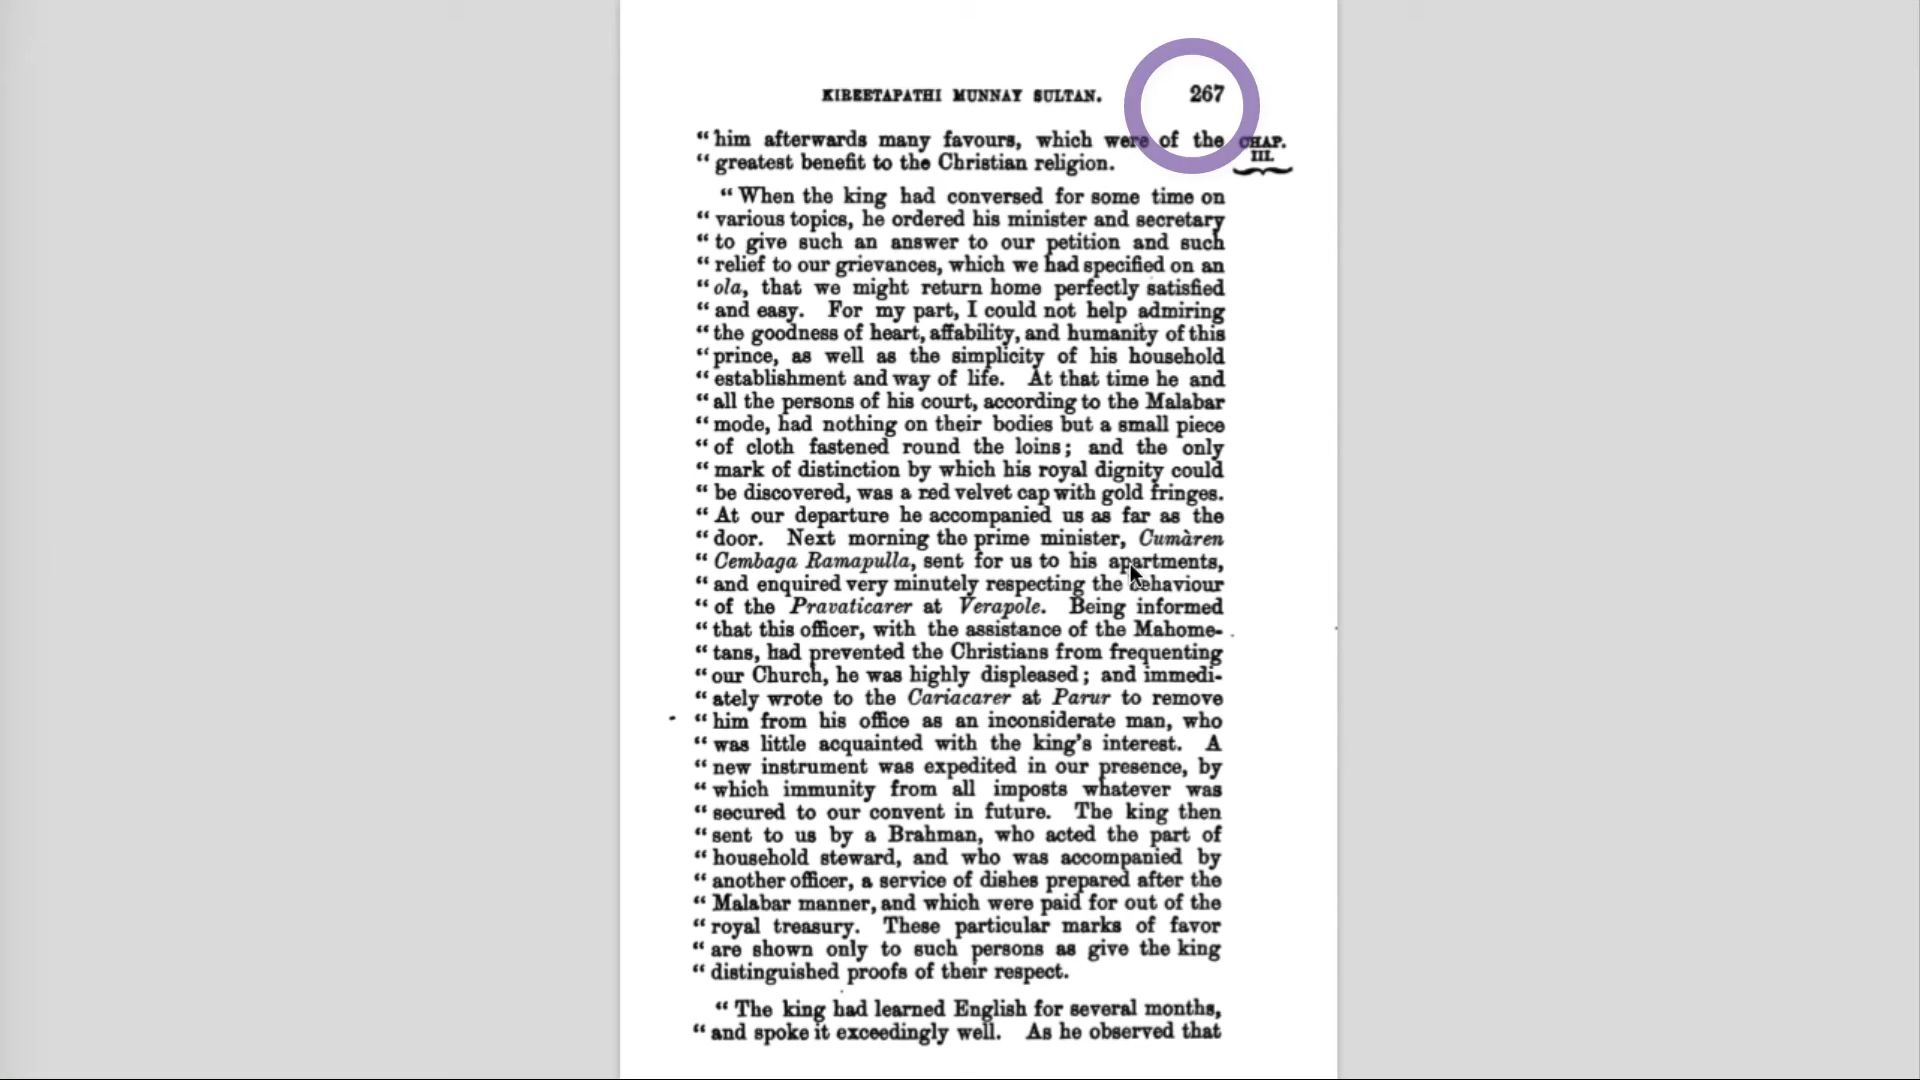 KIREETAPATHI MUNNAY SULTAN. 267
“ him afterwards many favours, which were of the
“ greatest benefit to the Christian religion.
CHAP.
III.
“ When the king had conversed for some time on
“ various topics, he ordered his minister and secretary
“ to give such an answer to our petition and such
“ relief to our grievances, which we had specified on an
“ ola, that we might return home perfectly satisfied
“ and easy. For my part, I could not help admiring
“ the goodness of heart, affability, and humanity of this
“ prince, as well as the simplicity of his household
“ establishment and way of life. At that time he and
“ all the persons of his court, according to the Malabar
“ mode, had nothing on their bodies but a small piece
“ of cloth fastened round the loins; and the only
“ mark of distinction by which his royal dignity could
“ be discovered, was a red velvet cap with gold fringes.
“ At our departure he accompanied us as far as the
“ door. Next morning the prime minister, Cumàren
“ Cembaga Ramapulla, sent for us to his apartments,
“ and enquired very minutely respecting the behaviour
“ of the Pravaticarer at Verapole. Being informed
“ that this officer, with the assistance of the Mahome-
“ tans, had prevented the Christians from frequenting
“ our Church, he was highly displeased; and immedi-
“ ately wrote to the Cariacarer at Parur to remove
“ him from his office as an inconsiderate man, who
“ was little acquainted with the king's interest. A
“ new instrument was expedited in our presence, by
“ which immunity from all imposts whatever was
“ secured to our convent in future. The king then
“ sent to us by a Brahman, who acted the part of
“ household steward, and who was accompanied by
“ another officer, a service of dishes prepared after the
“ Malabar manner, and which were paid for out of the
“ royal treasury. These particular marks of favor
“ are shown only to such persons as give the king
“ distinguished proofs of their respect.
“ The king had learned English for several months,
“ and spoke it exceedingly well. As he observed that